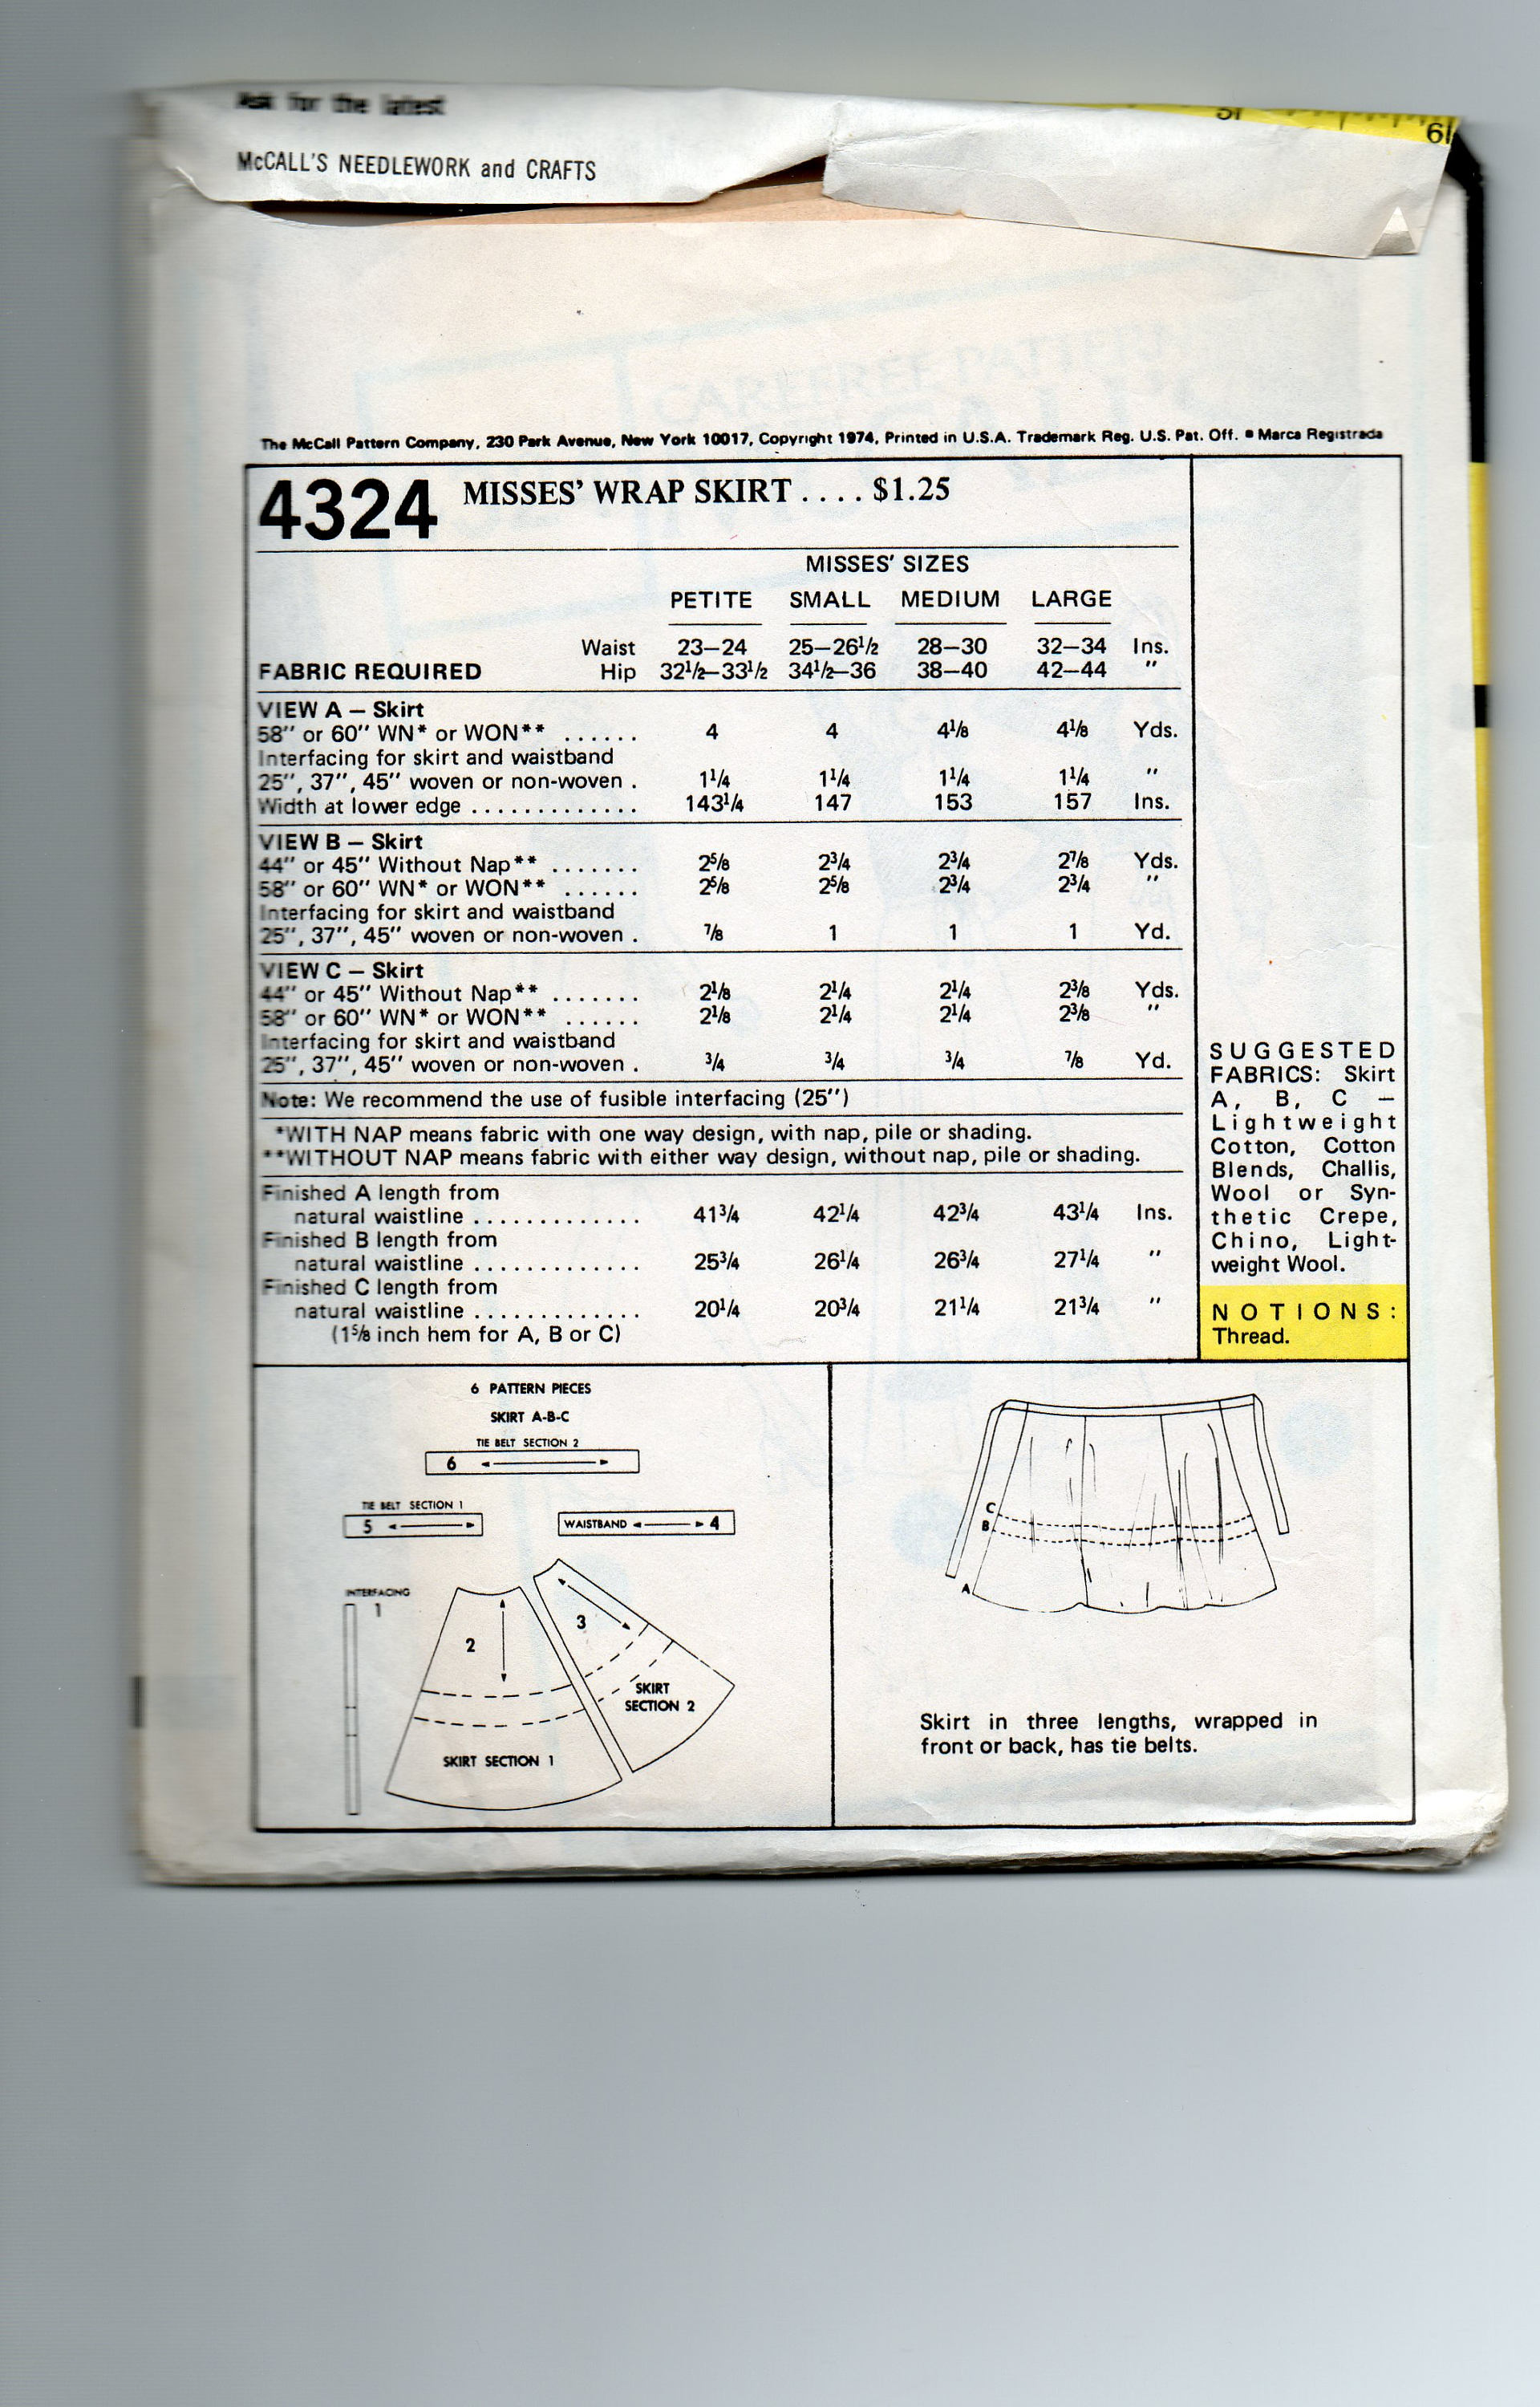 Ask for the latest
McCALL'S NEEDLEWORK and CRAFTS
5
6
The McCall Pattern Company, 230 Park Avenue, New York 10017, Copyright 1974, Printed in U.S.A. Trademark Reg. U.S. Pat. Off. ■ Marca Registrada
4324 MISSES' WRAP SKIRT .... $1.25
MISSES' SIZES
PETITE SMALL MEDIUM LARGE
Waist 23–24 25–26½ 28–30 32–34 Ins.
FABRIC REQUIRED Hip 32½–33½ 34½–36 38–40 42–44 "
VIEW A – Skirt
58" or 60" WN* or WON** ...... 4 4 4⅛ 4⅛ Yds.
Interfacing for skirt and waistband
25", 37", 45" woven or non-woven . 1¼ 1¼ 1¼ 1¼ "
Width at lower edge ............. 143¼ 147 153 157 Ins.
VIEW B – Skirt
44" or 45" Without Nap** ....... 2⅝ 2¾ 2¾ 2⅞ Yds.
58" or 60" WN* or WON** ...... 2⅝ 2⅝ 2¾ 2¾ "
Interfacing for skirt and waistband
25", 37", 45" woven or non-woven . ⅞ 1 1 1 Yd.
VIEW C – Skirt
44" or 45" Without Nap** ....... 2⅛ 2¼ 2¼ 2⅜ Yds.
58" or 60" WN* or WON** ...... 2⅛ 2¼ 2¼ 2⅜ "
Interfacing for skirt and waistband
25", 37", 45" woven or non-woven . ¾ ¾ ¾ ⅞ Yd.
Note: We recommend the use of fusible interfacing (25")
*WITH NAP means fabric with one way design, with nap, pile or shading.
**WITHOUT NAP means fabric with either way design, without nap, pile or shading.
Finished A length from
natural waistline ............. 41¾ 42¼ 42¾ 43¼ Ins.
Finished B length from
natural waistline ............. 25¾ 26¼ 26¾ 27¼ "
Finished C length from
natural waistline ............. 20¼ 20¾ 21¼ 21¾ "
(1⅝ inch hem for A, B or C)
SUGGESTED
FABRICS: Skirt
A, B, C –
Lightweight
Cotton, Cotton
Blends, Challis,
Wool or Syn-
thetic Crepe,
Chino, Light-
weight Wool.
NOTIONS:
Thread.
6 PATTERN PIECES
SKIRT A-B-C
TIE BELT SECTION 2
6
TIE BELT SECTION 1
5
WAISTBAND 4
INTERFACING
1
2
SKIRT SECTION 1
3
SKIRT
SECTION 2
C
B
A
Skirt in three lengths, wrapped in
front or back, has tie belts.